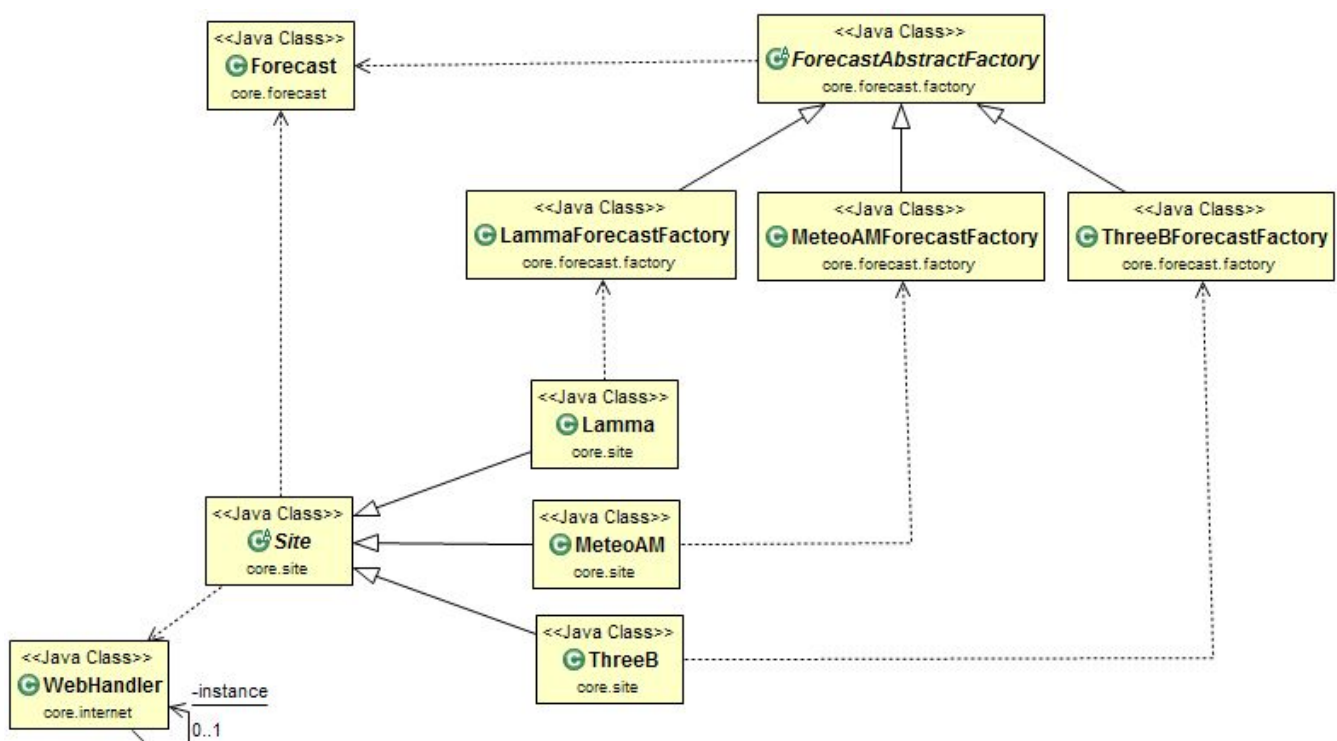 <<Java Class>>
Forecast
core.forecast
<<Java Class>>
ForecastAbstractFactory
core.forecast.factory
<<Java Class>>
LammaForecastFactory
core.forecast.factory
<<Java Class>>
MeteoAMForecastFactory
core.forecast.factory
<<Java Class>>
ThreeBForecastFactory
core.forecast.factory
<<Java Class>>
Lamma
core.site
<<Java Class>>
Site
core.site
<<Java Class>>
MeteoAM
core.site
<<Java Class>>
ThreeB
core.site
<<Java Class>>
WebHandler
core.internet
-instance
0..1